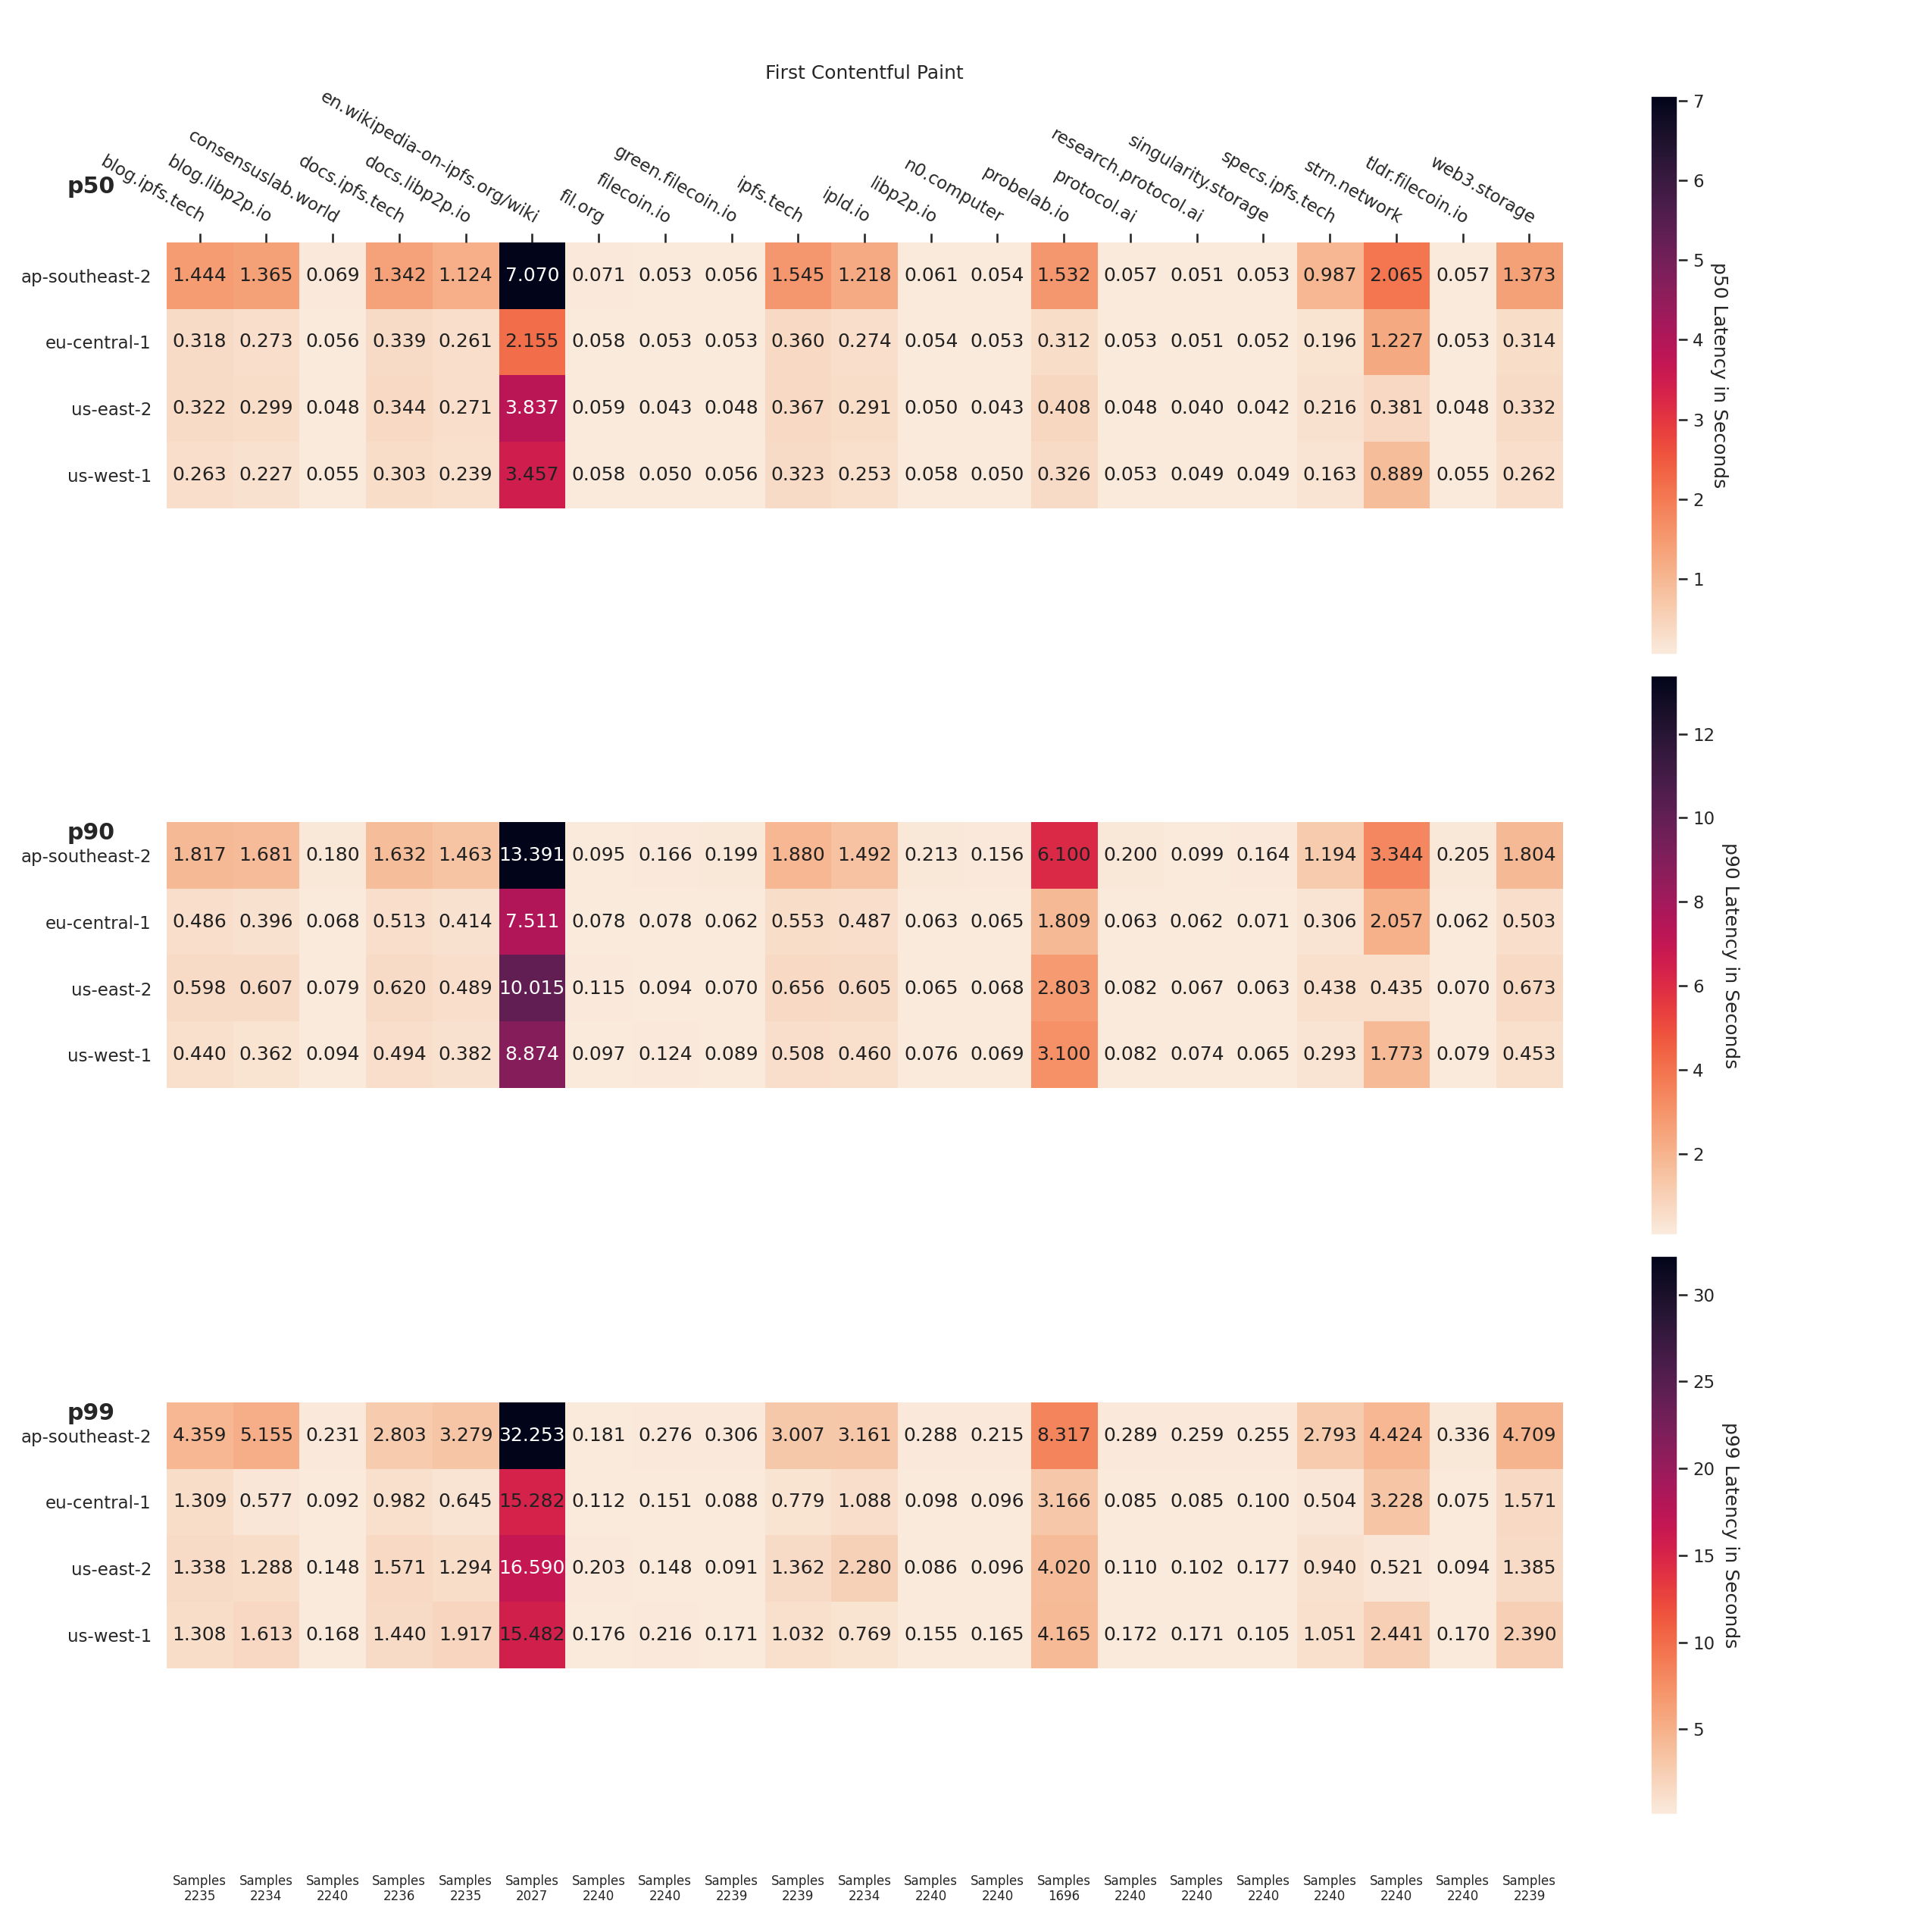 First Contentful Paint
p50
blog.ipfs.tech
blog.libp2p.io
consensuslab.world
docs.ipfs.tech
docs.libp2p.io
en.wikipedia-on-ipfs.org/wiki
fil.org
filecoin.io
green.filecoin.io
ipfs.tech
ipld.io
libp2p.io
n0.computer
probelab.io
protocol.ai
research.protocol.ai
singularity.storage
specs.ipfs.tech
strn.network
tldr.filecoin.io
web3.storage
ap-southeast-2 1.444 1.365 0.069 1.342 1.124 7.070 0.071 0.053 0.056 1.545 1.218 0.061 0.054 1.532 0.057 0.051 0.053 0.987 2.065 0.057 1.373
eu-central-1 0.318 0.273 0.056 0.339 0.261 2.155 0.058 0.053 0.053 0.360 0.274 0.054 0.053 0.312 0.053 0.051 0.052 0.196 1.227 0.053 0.314
us-east-2 0.322 0.299 0.048 0.344 0.271 3.837 0.059 0.043 0.048 0.367 0.291 0.050 0.043 0.408 0.048 0.040 0.042 0.216 0.381 0.048 0.332
us-west-1 0.263 0.227 0.055 0.303 0.239 3.457 0.058 0.050 0.056 0.323 0.253 0.058 0.050 0.326 0.053 0.049 0.049 0.163 0.889 0.055 0.262
7
6
5
4
3
2
1
p50 Latency in Seconds
p90
ap-southeast-2 1.817 1.681 0.180 1.632 1.463 13.391 0.095 0.166 0.199 1.880 1.492 0.213 0.156 6.100 0.200 0.099 0.164 1.194 3.344 0.205 1.804
eu-central-1 0.486 0.396 0.068 0.513 0.414 7.511 0.078 0.078 0.062 0.553 0.487 0.063 0.065 1.809 0.063 0.062 0.071 0.306 2.057 0.062 0.503
us-east-2 0.598 0.607 0.079 0.620 0.489 10.015 0.115 0.094 0.070 0.656 0.605 0.065 0.068 2.803 0.082 0.067 0.063 0.438 0.435 0.070 0.673
us-west-1 0.440 0.362 0.094 0.494 0.382 8.874 0.097 0.124 0.089 0.508 0.460 0.076 0.069 3.100 0.082 0.074 0.065 0.293 1.773 0.079 0.453
12
10
8
6
4
2
p90 Latency in Seconds
p99
ap-southeast-2 4.359 5.155 0.231 2.803 3.279 32.253 0.181 0.276 0.306 3.007 3.161 0.288 0.215 8.317 0.289 0.259 0.255 2.793 4.424 0.336 4.709
eu-central-1 1.309 0.577 0.092 0.982 0.645 15.282 0.112 0.151 0.088 0.779 1.088 0.098 0.096 3.166 0.085 0.085 0.100 0.504 3.228 0.075 1.571
us-east-2 1.338 1.288 0.148 1.571 1.294 16.590 0.203 0.148 0.091 1.362 2.280 0.086 0.096 4.020 0.110 0.102 0.177 0.940 0.521 0.094 1.385
us-west-1 1.308 1.613 0.168 1.440 1.917 15.482 0.176 0.216 0.171 1.032 0.769 0.155 0.165 4.165 0.172 0.171 0.105 1.051 2.441 0.170 2.390
30
25
20
15
10
5
p99 Latency in Seconds
Samples Samples Samples Samples Samples Samples Samples Samples Samples Samples Samples Samples Samples Samples Samples Samples Samples Samples Samples Samples Samples
2235 2234 2240 2236 2235 2027 2240 2240 2239 2239 2234 2240 2240 1696 2240 2240 2240 2240 2240 2240 2239